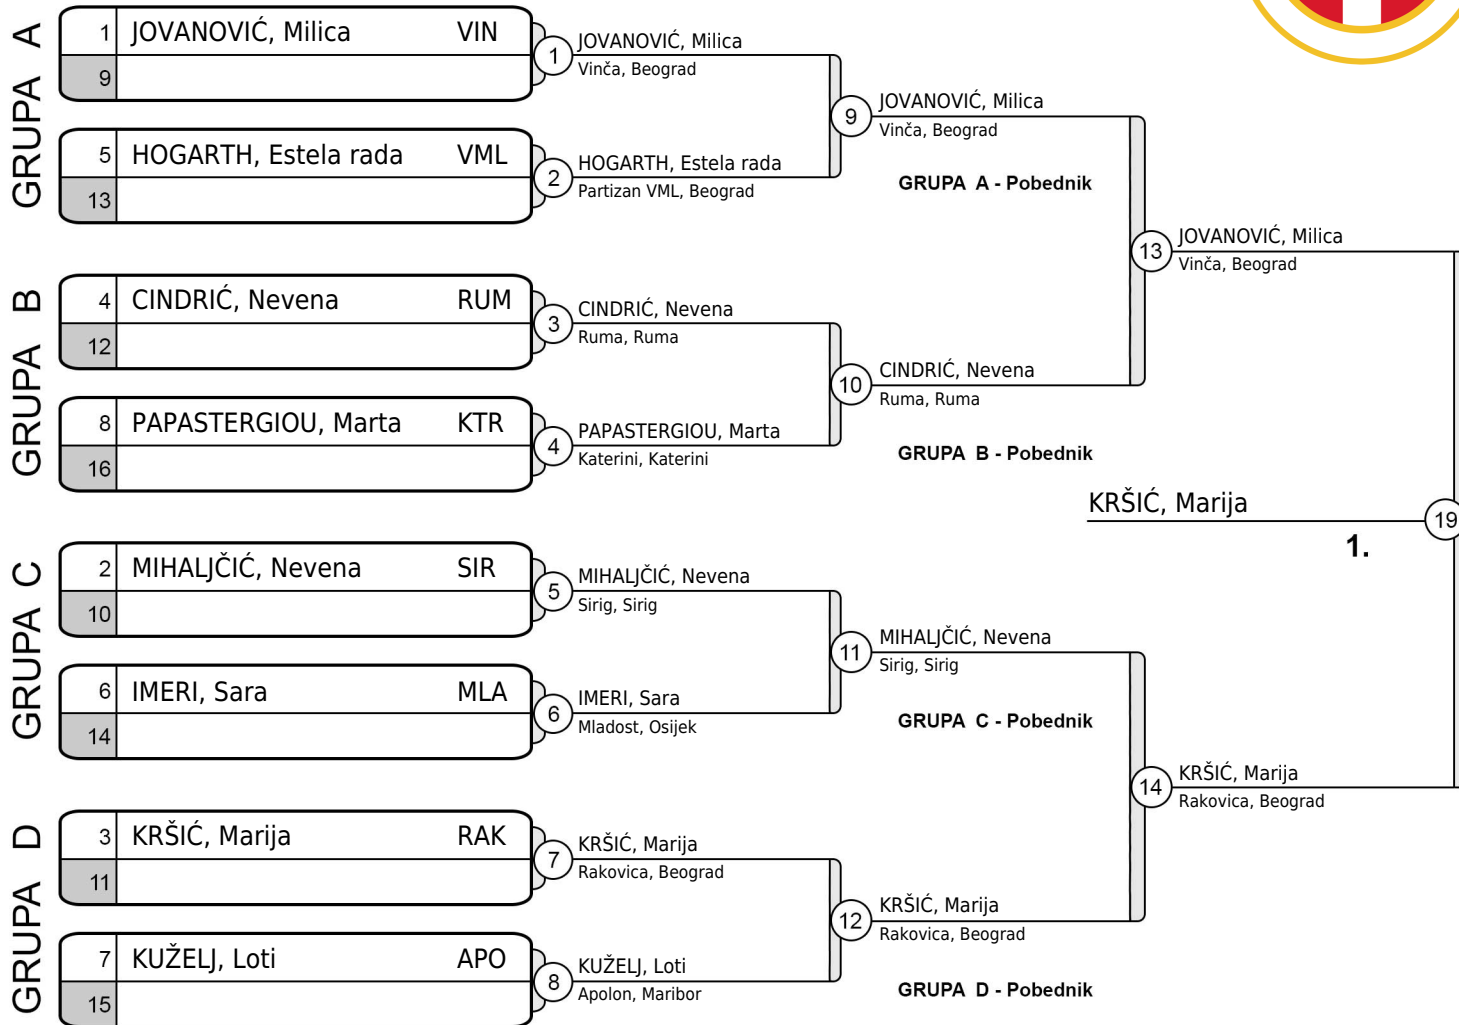 GRUPA A
1 JOVANOVIĆ, Milica VIN
9
5 HOGARTH, Estela rada VML
13
1
JOVANOVIĆ, Milica
Vinča, Beograd
2
HOGARTH, Estela rada
Partizan VML, Beograd
9
JOVANOVIĆ, Milica
Vinča, Beograd
GRUPA A - Pobednik
GRUPA B
4 CINDRIĆ, Nevena RUM
12
8 PAPASTERGIOU, Marta KTR
16
3
CINDRIĆ, Nevena
Ruma, Ruma
4
PAPASTERGIOU, Marta
Katerini, Katerini
10
CINDRIĆ, Nevena
Ruma, Ruma
GRUPA B - Pobednik
13
JOVANOVIĆ, Milica
Vinča, Beograd
KRŠIĆ, Marija
19
1.
GRUPA C
2 MIHALJČIĆ, Nevena SIR
10
6 IMERI, Sara MLA
14
5
MIHALJČIĆ, Nevena
Sirig, Sirig
6
IMERI, Sara
Mladost, Osijek
11
MIHALJČIĆ, Nevena
Sirig, Sirig
GRUPA C - Pobednik
GRUPA D
3 KRŠIĆ, Marija RAK
11
7 KUŽELJ, Loti APO
15
7
KRŠIĆ, Marija
Rakovica, Beograd
8
KUŽELJ, Loti
Apolon, Maribor
12
KRŠIĆ, Marija
Rakovica, Beograd
GRUPA D - Pobednik
14
KRŠIĆ, Marija
Rakovica, Beograd